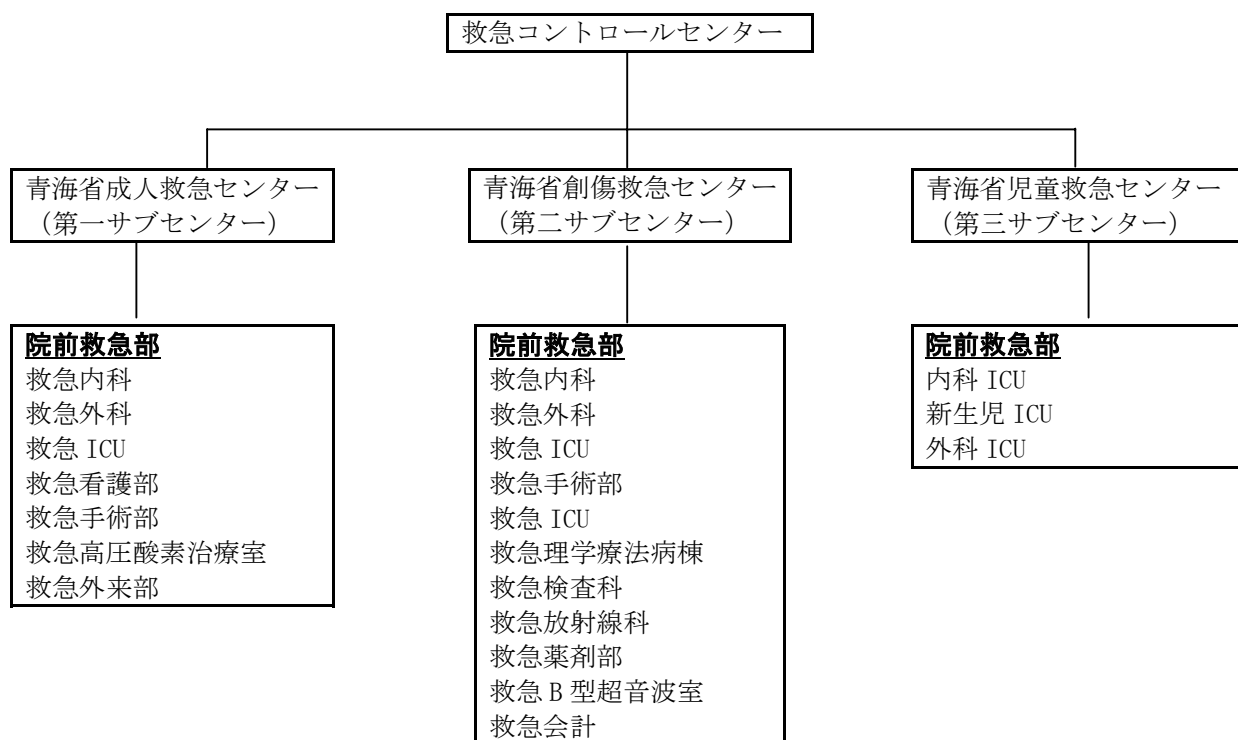 救急コントロールセンター
青海省成人救急センター
（第一サブセンター）
青海省創傷救急センター
（第二サブセンター）
青海省児童救急センター
（第三サブセンター）
院前救急部
救急内科
救急外科
救急 ICU
救急看護部
救急手術部
救急高圧酸素治療室
救急外来部
院前救急部
救急内科
救急外科
救急 ICU
救急手術部
救急 ICU
救急理学療法病棟
救急検査科
救急放射線科
救急薬剤部
救急 B 型超音波室
救急会計
院前救急部
内科 ICU
新生児 ICU
外科 ICU